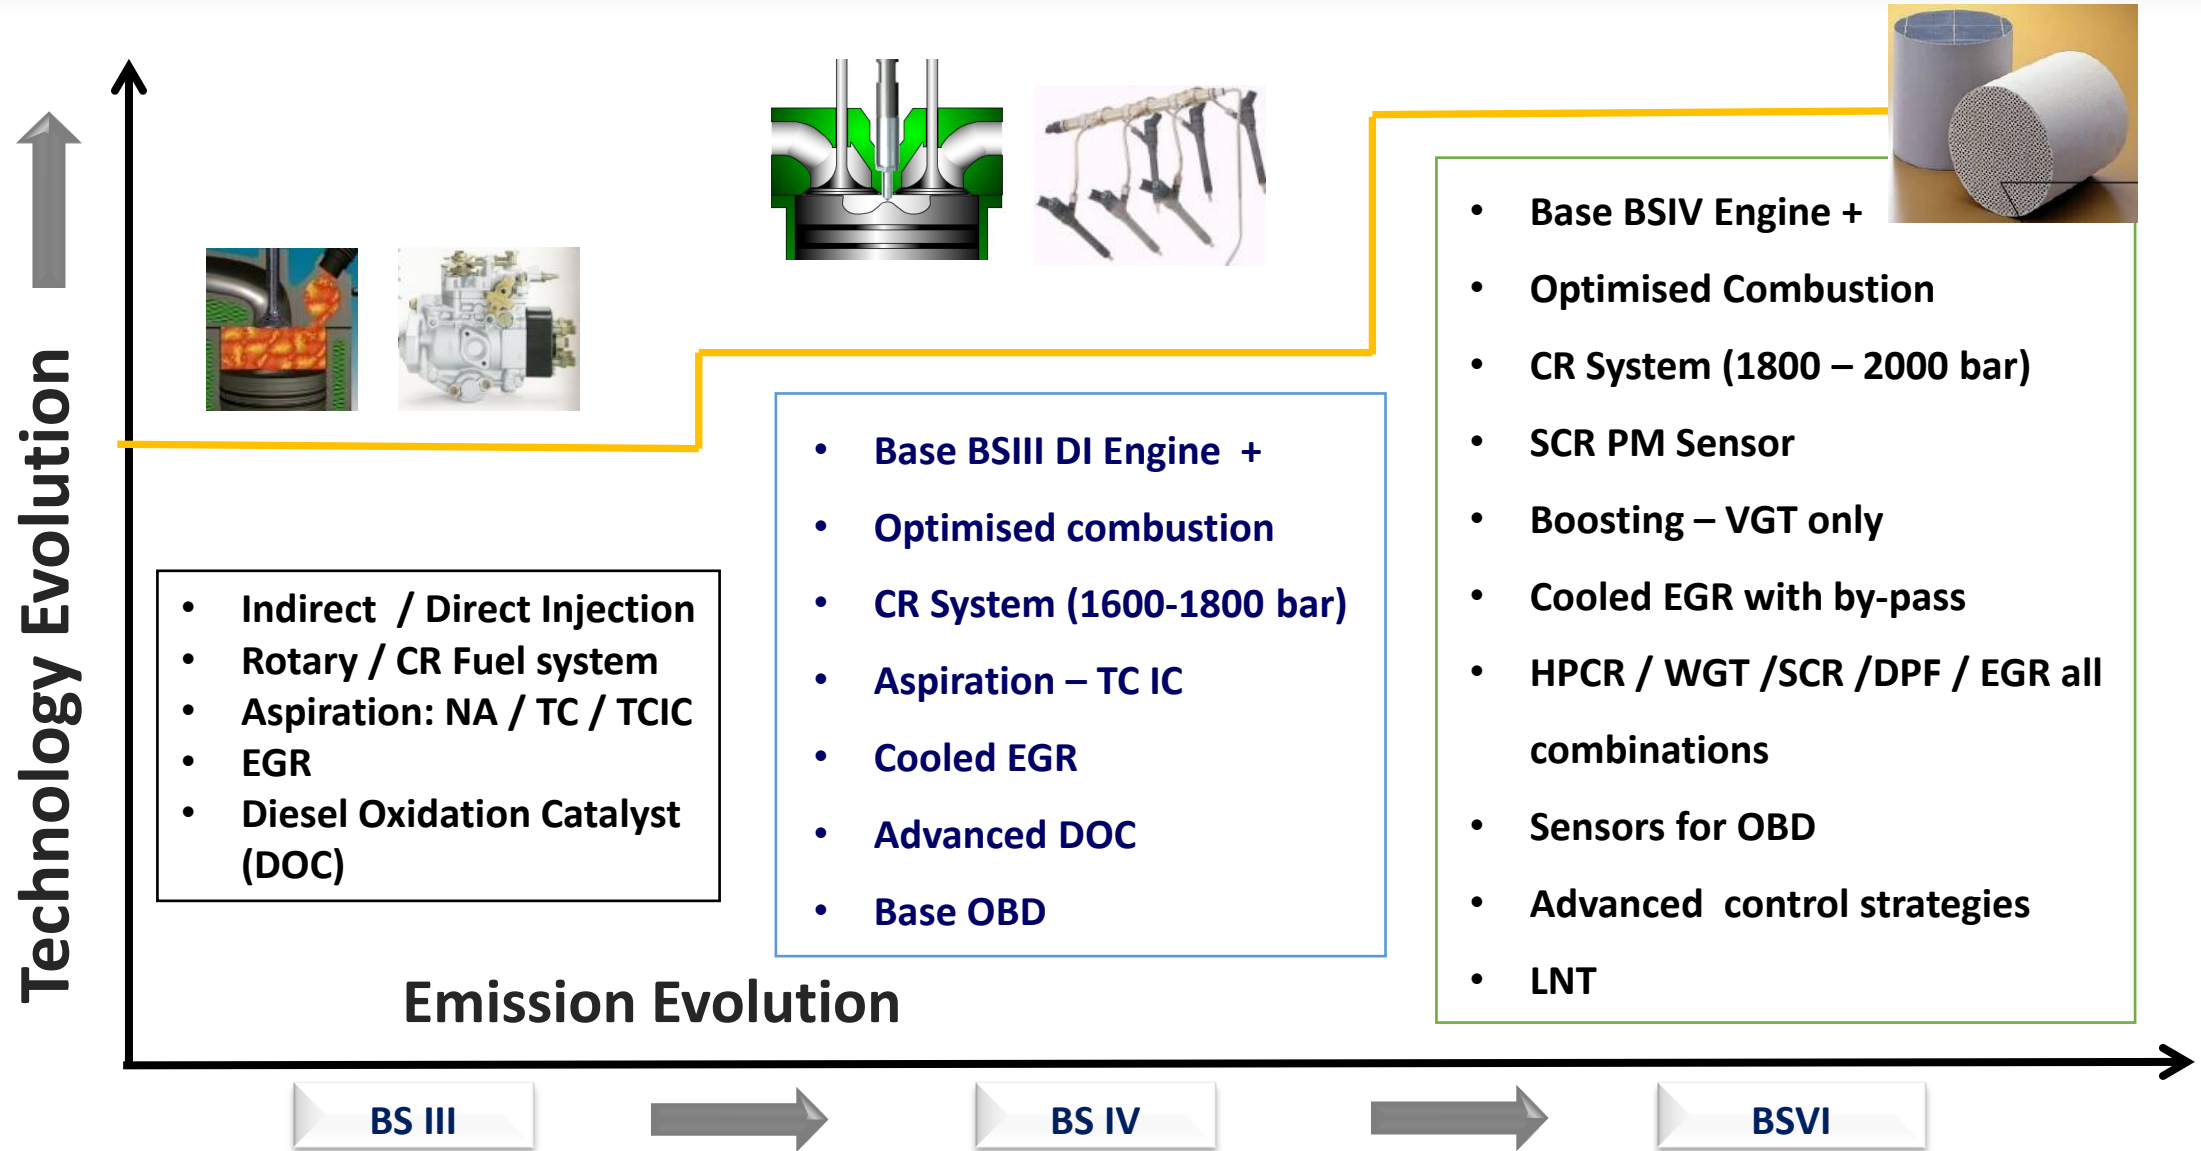 Technology Evolution
• Indirect / Direct Injection
• Rotary / CR Fuel system
• Aspiration: NA / TC / TCIC
• EGR
• Diesel Oxidation Catalyst
(DOC)
• Base BSIII DI Engine +
• Optimised combustion
• CR System (1600-1800 bar)
• Aspiration – TC IC
• Cooled EGR
• Advanced DOC
• Base OBD
• Base BSIV Engine +
• Optimised Combustion
• CR System (1800 – 2000 bar)
• SCR PM Sensor
• Boosting – VGT only
• Cooled EGR with by-pass
• HPCR / WGT /SCR /DPF / EGR all
combinations
• Sensors for OBD
• Advanced control strategies
• LNT
Emission Evolution
BS III
BS IV
BSVI